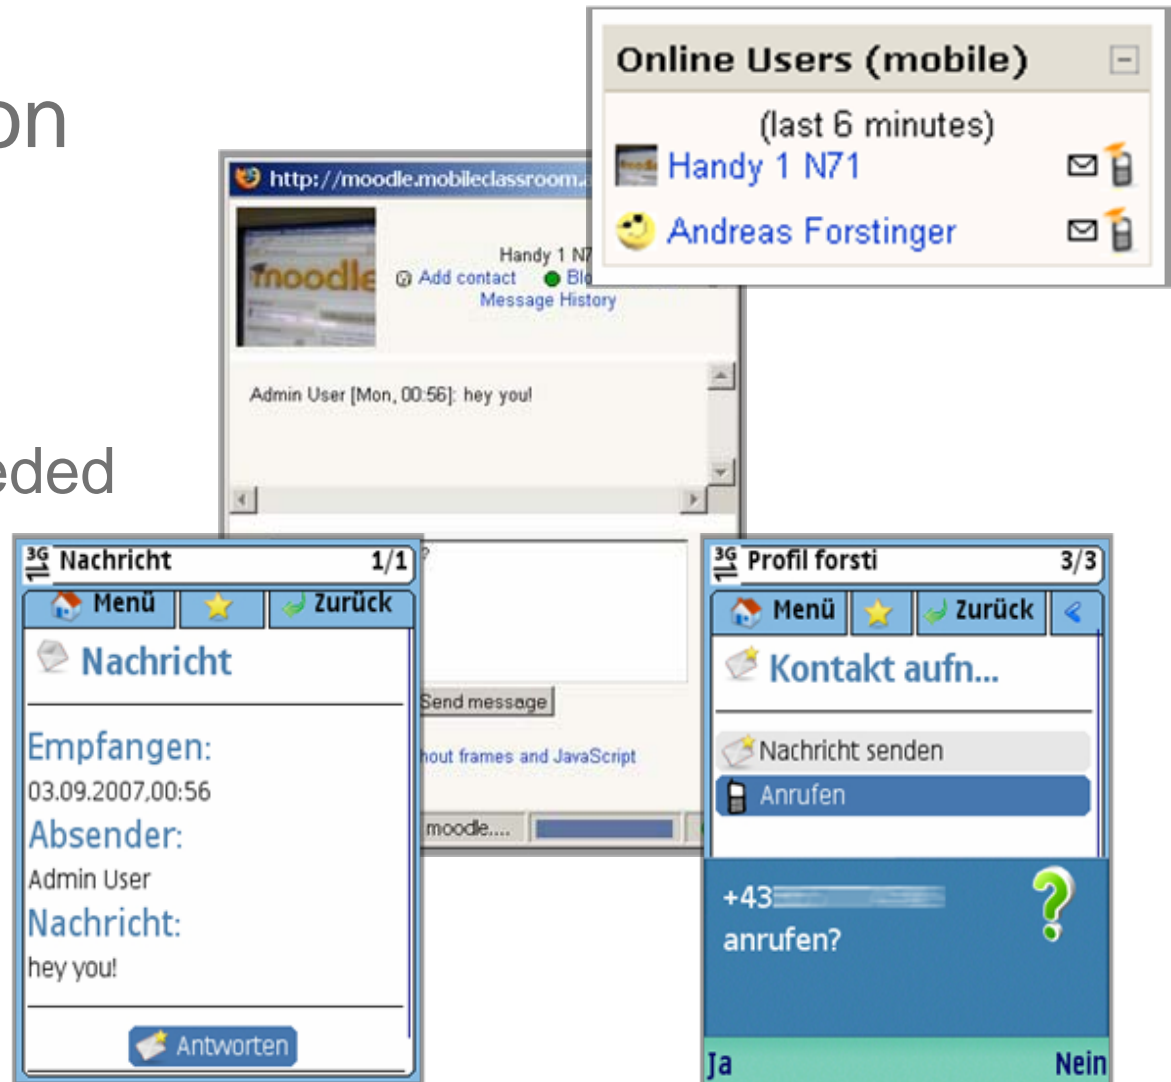 on
eded
Online Users (mobile)
(last 6 minutes)
Handy 1 N71
Andreas Forstinger
http://moodle.mobileclassroom.a
moodle
Handy 1 N7
Add contact
Message History
Admin User [Mon, 00:56]: hey you!
?
Send message
hout frames and JavaScript
moodle....
3G Nachricht 1/1
Menü Zurück
Nachricht
Empfangen:
03.09.2007,00:56
Absender:
Admin User
Nachricht:
hey you!
Antworten
3G Profil forsti 3/3
Menü Zurück
Kontakt aufn...
Nachricht senden
Anrufen
+43
anrufen?
Ja Nein